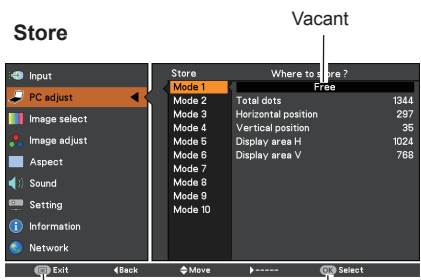 Vacant
Store
Input
PC adjust
Image select
Image adjust
Aspect
Sound
Setting
Information
Network
Store
Mode 1
Mode 2
Mode 3
Mode 4
Mode 5
Mode 6
Mode 7
Mode 8
Mode 9
Mode 10
Where to store ?
Free
Total dots 1344
Horizontal position 297
Vertical position 35
Display area H 1024
Display area V 768
Exit Back Move ----- OK Select